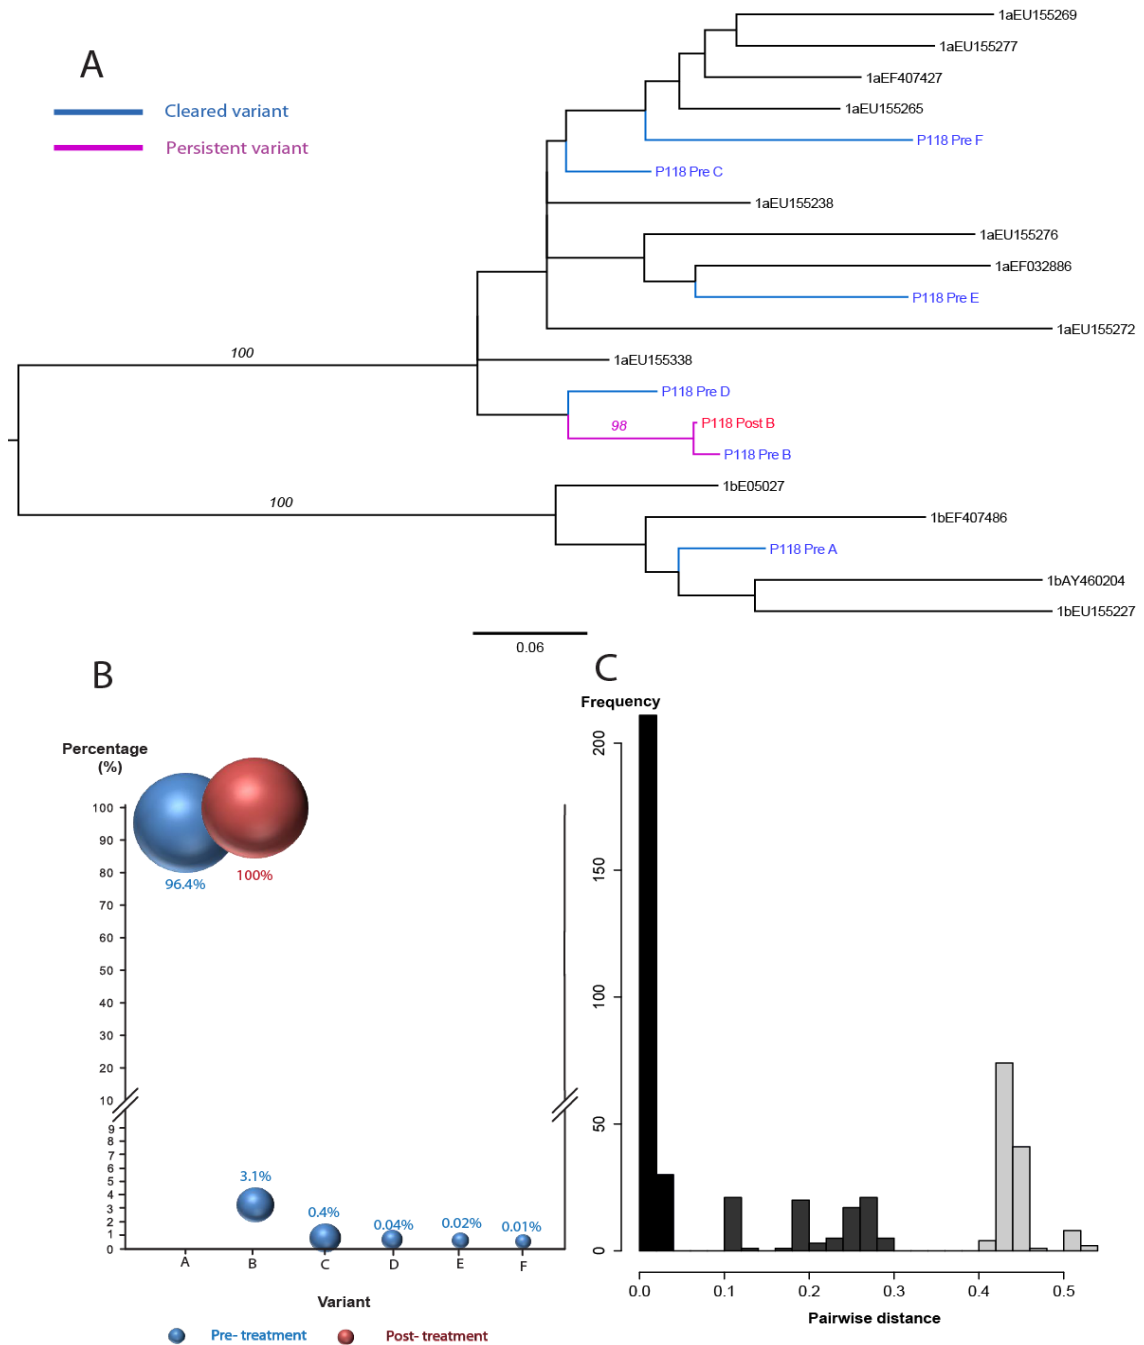 A
Cleared variant
Persistent variant
1aEU155269
1aEU155277
1aEF407427
1aEU155265
P118 Pre F
P118 Pre C
1aEU155238
1aEU155276
1aEF032886
P118 Pre E
1aEU155272
100
1aEU155338
P118 Pre D
98
P118 Post B
P118 Pre B
1bE05027
100
1bEF407486
P118 Pre A
1bAY460204
1bEU155227
0.06
B
Percentage
(%)
100
90
80
70
60
50
40
30
20
10
9
8
7
6
5
4
3
2
1
0
96.4%
100%
3.1%
0.4%
0.04%
0.02%
0.01%
A B C D E F
Variant
Pre- treatment Post- treatment
C
Frequency
200
150
100
50
0
0.0 0.1 0.2 0.3 0.4 0.5
Pairwise distance